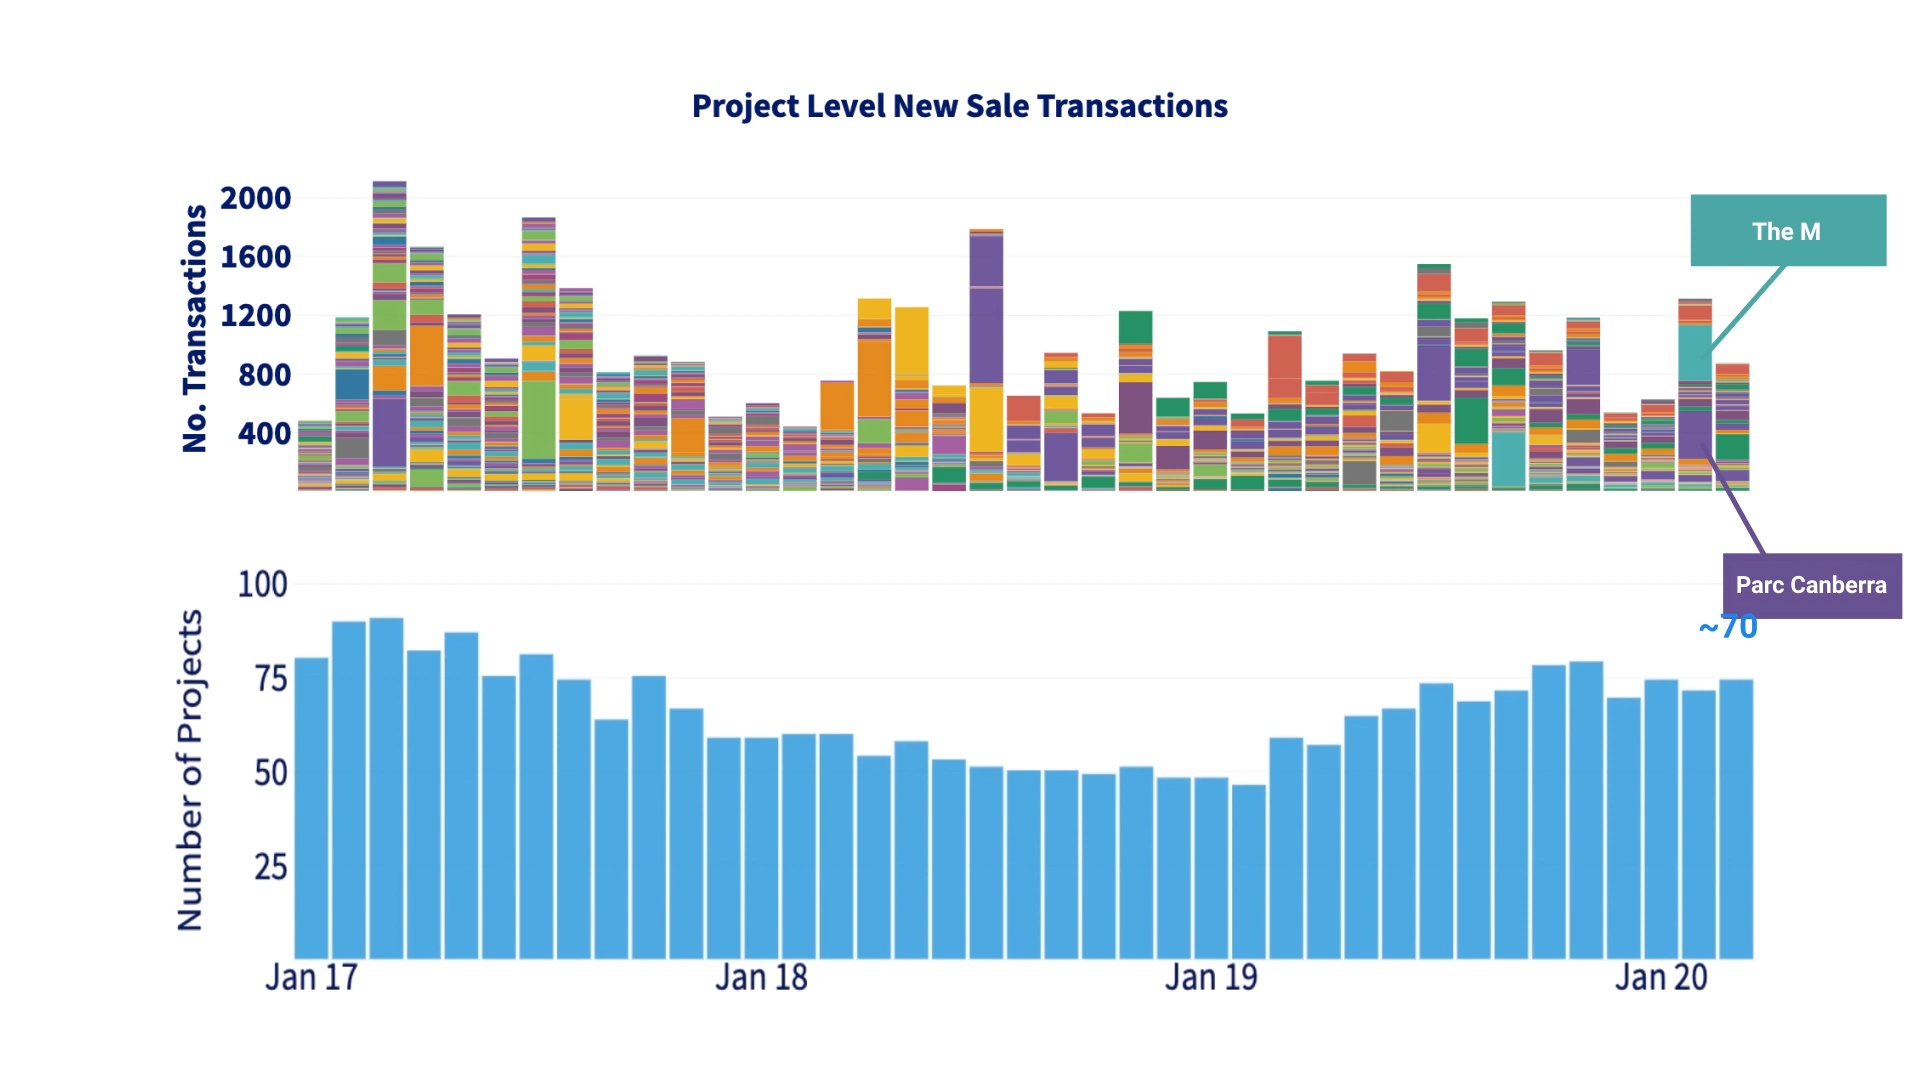 Project Level New Sale Transactions
No. Transactions
2000
1600
1200
800
400
The M
Parc Canberra
~70
Number of Projects
100
75
50
25
Jan 17
Jan 18
Jan 19
Jan 20